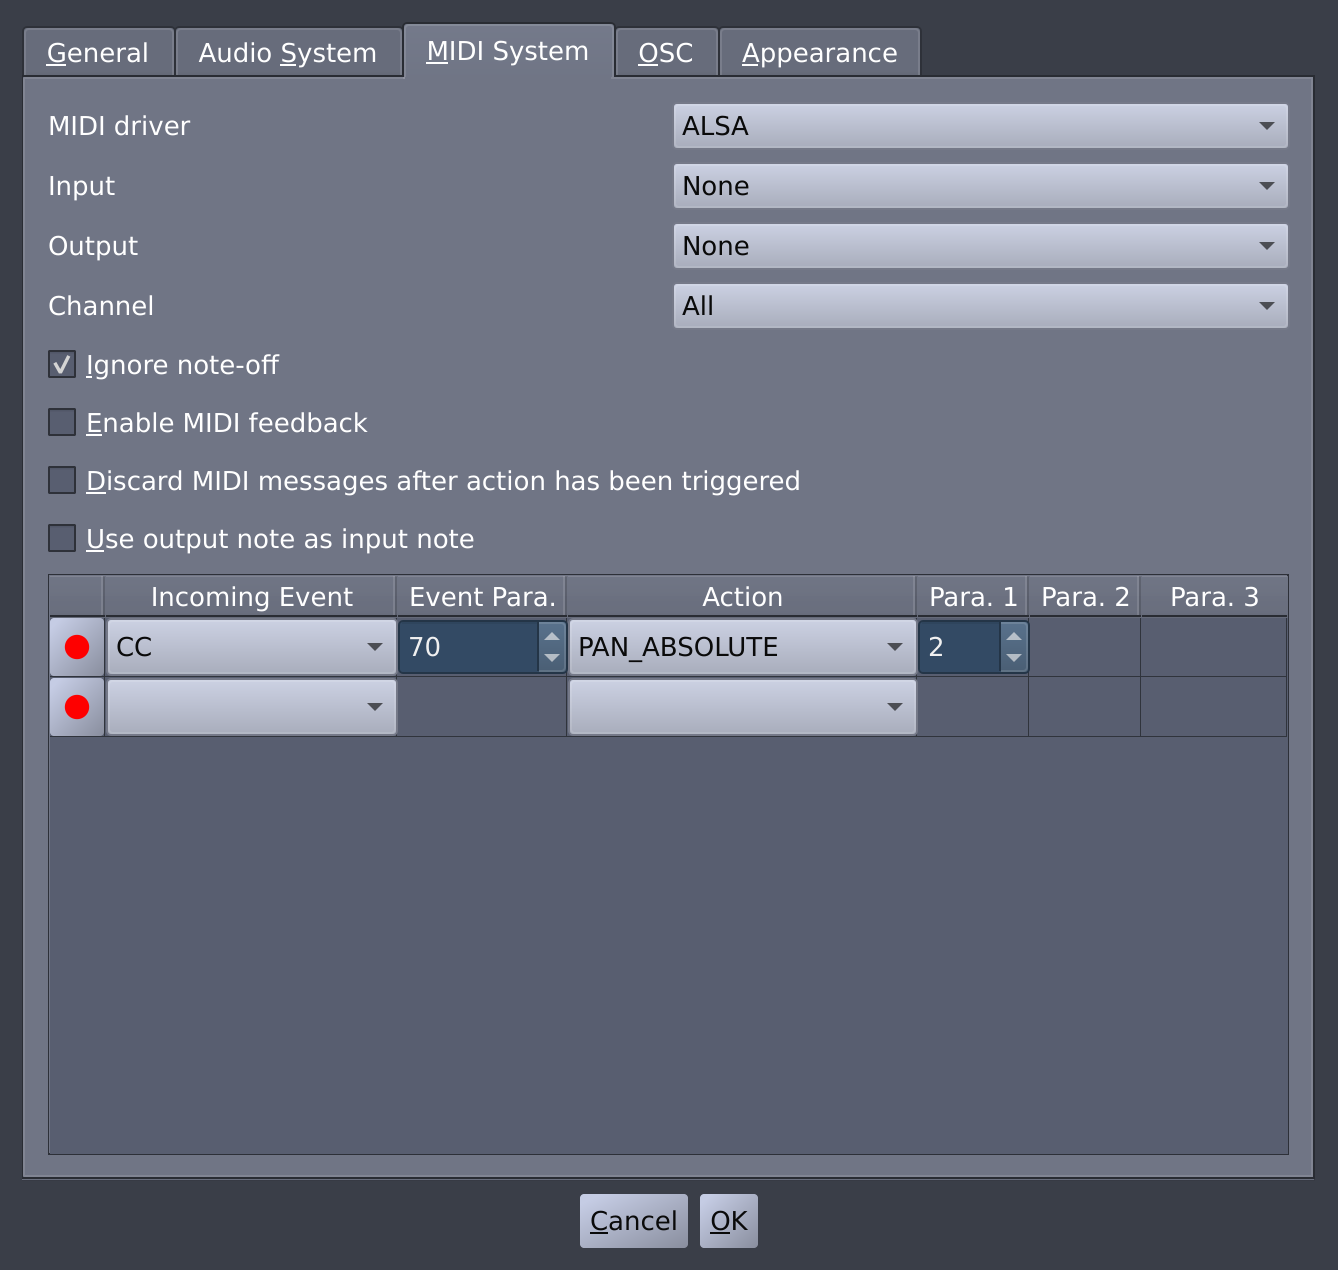 General Audio System MIDI System OSC Appearance
MIDI driver ALSA
Input None
Output None
Channel All
Ignore note-off
Enable MIDI feedback
Discard MIDI messages after action has been triggered
Use output note as input note
Incoming Event Event Para. Action Para. 1 Para. 2 Para. 3
CC 70 PAN_ABSOLUTE 2
Cancel OK